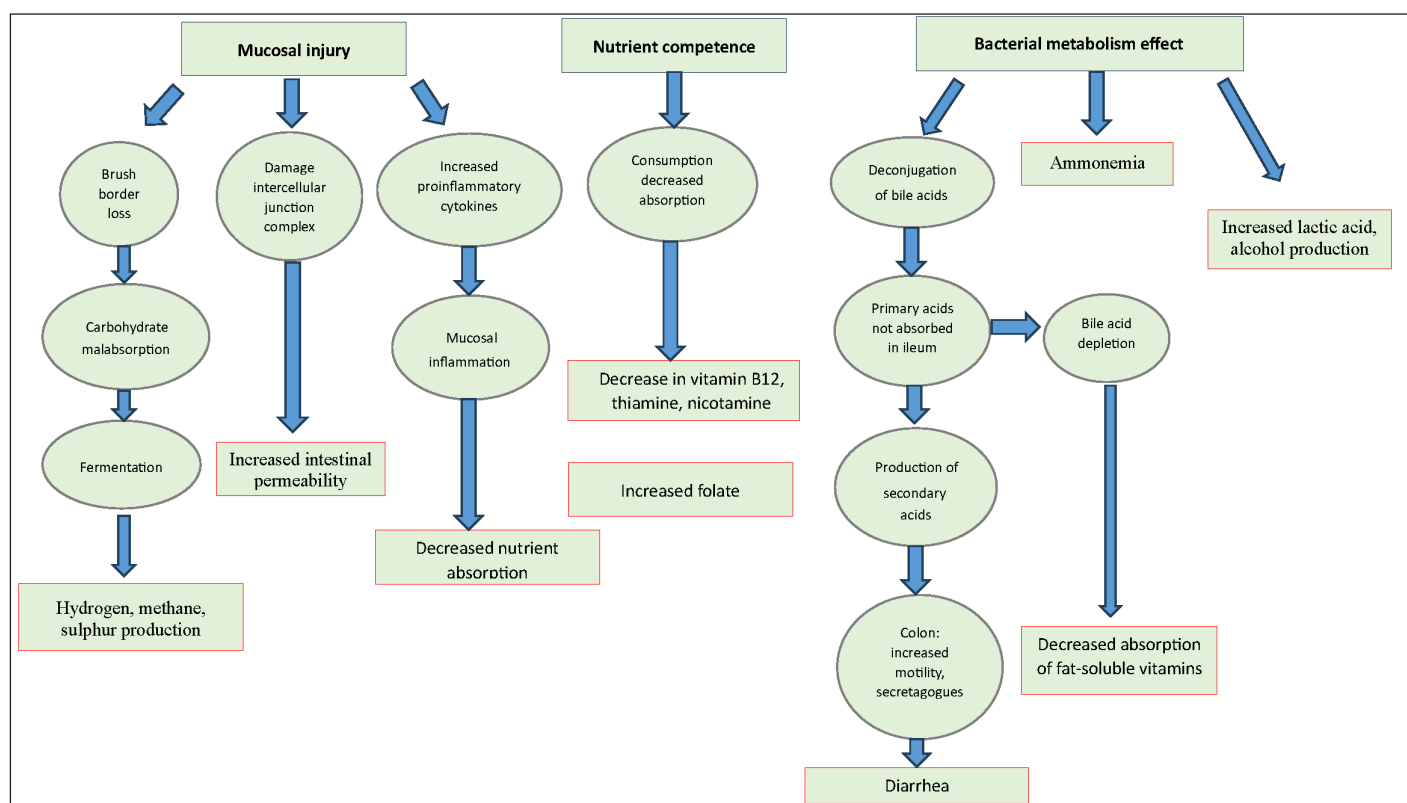 Mucosal injury
Brush
border
loss
Carbohydrate
malabsorption
Fermentation
Hydrogen, methane,
sulphur production
Damage
intercellular
junction
complex
Increased intestinal
permeability
Increased
proinflammatory
cytokines
Mucosal
inflammation
Decreased nutrient
absorption
Nutrient competence
Consumption
decreased
absorption
Decrease in vitamin B12,
thiamine, nicotamine
Increased folate
Bacterial metabolism effect
Deconjugation
of bile acids
Primary acids
not absorbed
in ileum
Production of
secondary
acids
Colon:
increased
motility,
secretagogues
Diarrhea
Bile acid
depletion
Decreased absorption
of fat-soluble vitamins
Ammonemia
Increased lactic acid,
alcohol production